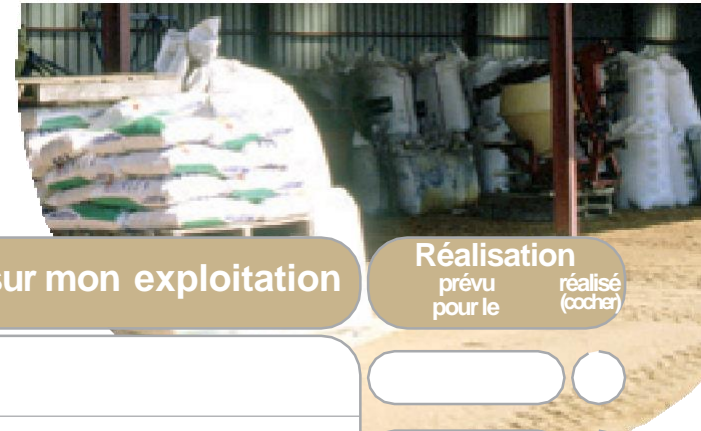 sur mon exploitation
Réalisation
prévu
pour le
réalisé
(cocher)